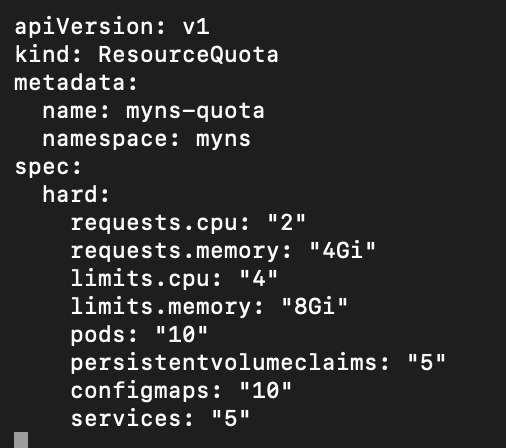 apiVersion: v1
kind: ResourceQuota
metadata:
  name: myns-quota
  namespace: myns
spec:
  hard:
    requests.cpu: "2"
    requests.memory: "4Gi"
    limits.cpu: "4"
    limits.memory: "8Gi"
    pods: "10"
    persistentvolumeclaims: "5"
    configmaps: "10"
    services: "5"